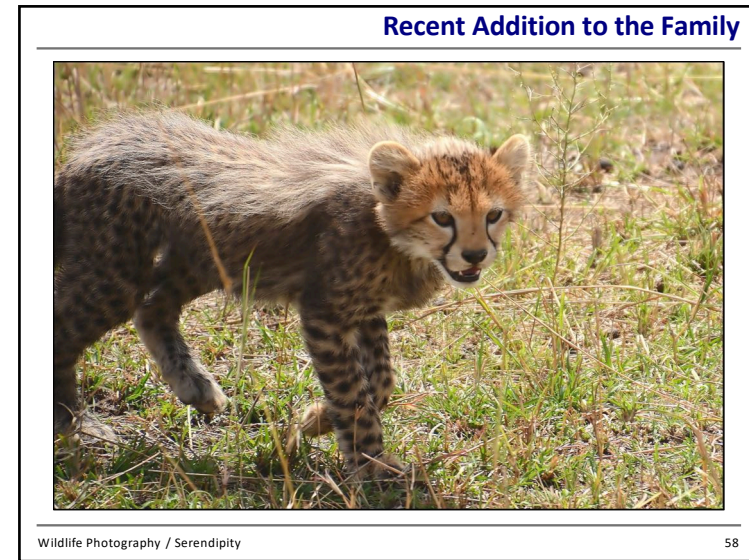 Recent Addition to the Family
Wildlife Photography / Serendipity
58